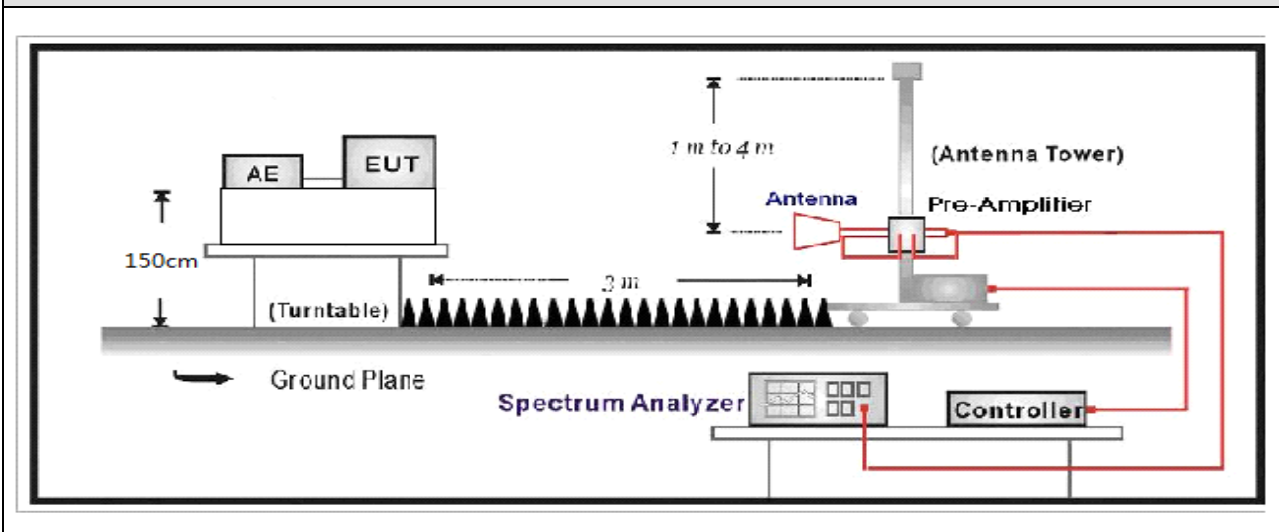 1 m to 4 m
(Antenna Tower)
AE
EUT
Antenna
Pre-Amplifier
150cm
3 m
(Turntable)
Ground Plane
Spectrum Analyzer
Controller